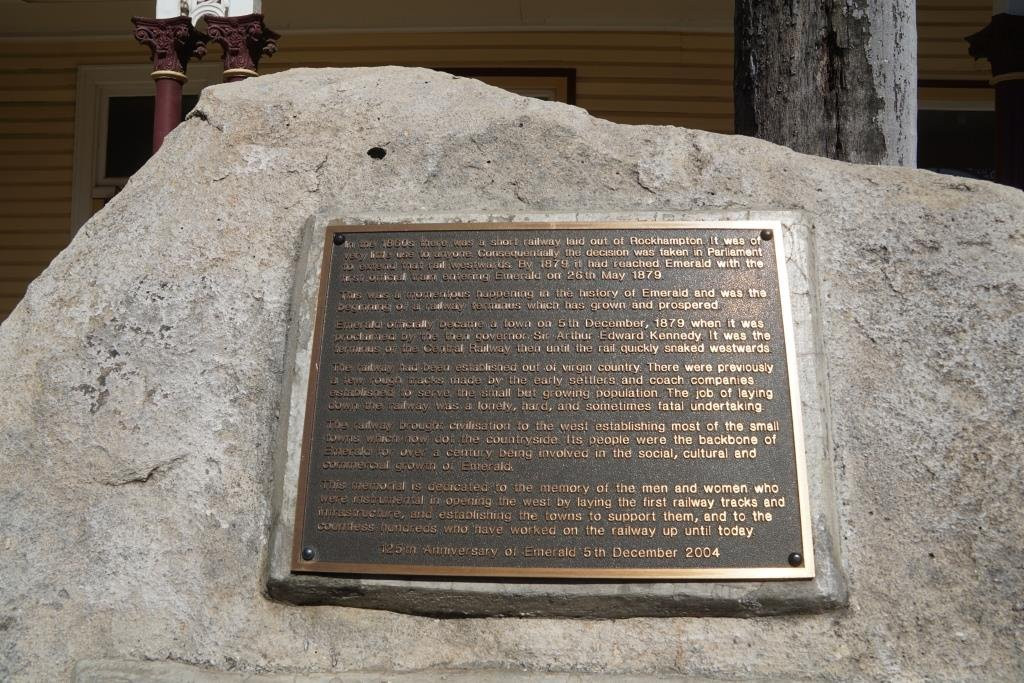 In the 1860s there was a short railway laid out of Rockhampton. It was of
very little use to anyone. Consequentially the decision was taken in Parliament
to extend that rail westwards. By 1879 it had reached Emerald with the
first official train entering Emerald on 26th May 1879.
This was a momentous happening in the history of Emerald and was the
beginning of a railway terminus which has grown and prospered.
Emerald officially became a town on 5th December, 1879 when it was
proclaimed by the then governor Sir Arthur Edward Kennedy. It was the
terminus of the Central Railway then until the rail quickly snaked westwards.
The railway had been established out of virgin country. There were previously
a few rough tracks made by the early settlers and coach companies
established to serve the small but growing population. The job of laying
down the railway was a lonely, hard, and sometimes fatal undertaking.
The railway brought civilisation to the west establishing most of the small
towns which now dot the countryside. Its people were the backbone of
Emerald for over a century being involved in the social, cultural and
commercial growth of Emerald.
This memorial is dedicated to the memory of the men and women who
were instrumental in opening the west by laying the first railway tracks and
infrastructure, and establishing the towns to support them, and to the
countless hundreds who have worked on the railway up until today.
125th Anniversary of Emerald 5th December 2004